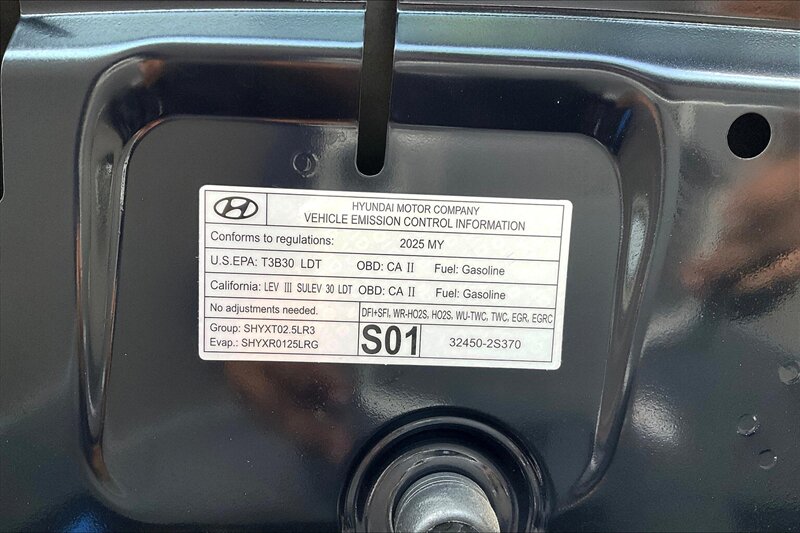 HYUNDAI MOTOR COMPANY
VEHICLE EMISSION CONTROL INFORMATION
Conforms to regulations: 2025 MY
U.S.EPA: T3B30 LDT OBD: CA II Fuel: Gasoline
California: LEV III SULEV 30 LDT OBD: CA II Fuel: Gasoline
No adjustments needed. DFI+SFI, WR-HO2S, HO2S, WU-TWC, TWC, EGR, EGRC
Group: SHYXT02.5LR3
Evap.: SHYXR0125LRG
S01
32450-2S370